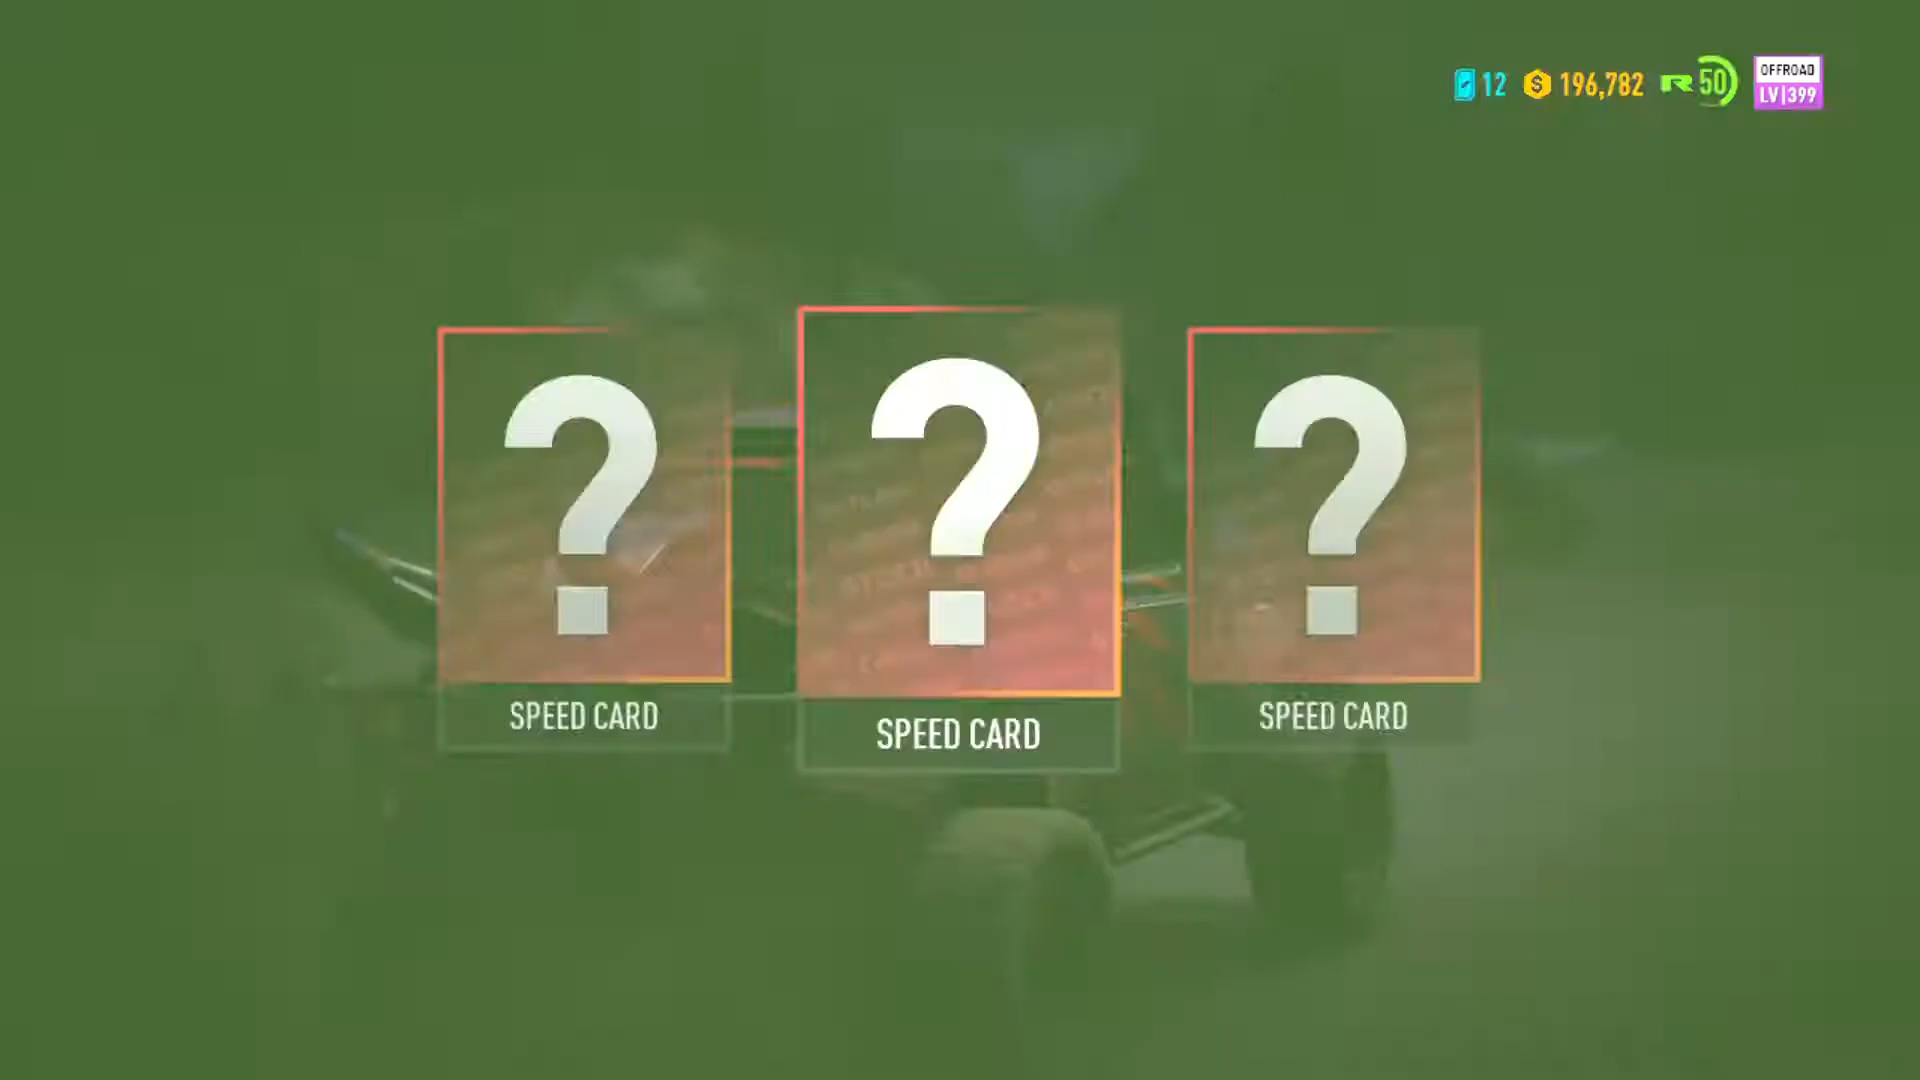 12 196,782 R 50 OFFROAD
LV|399
?
?
?
SPEED CARD
SPEED CARD
SPEED CARD